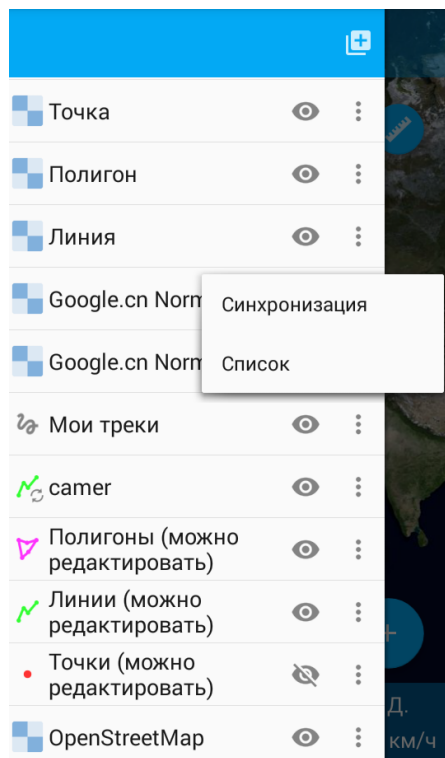 Точка
Полигон
Линия
Google.cn Norm
Синхронизация
Google.cn Norm
Список
Мои треки
camer
Полигоны (можно
редактировать)
Линии (можно
редактировать)
Точки (можно
редактировать)
Д.
OpenStreetMap
км/ч